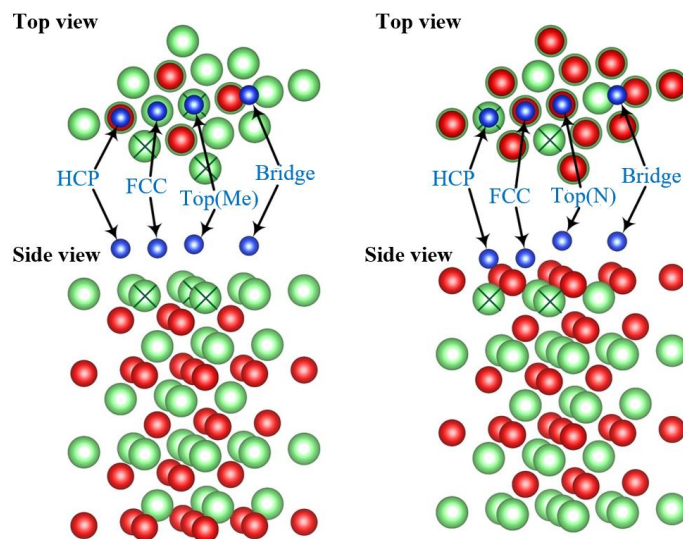 Top view
HCP
FCC
Top(Me)
Bridge
Side view
Top view
HCP
FCC
Top(N)
Bridge
Side view